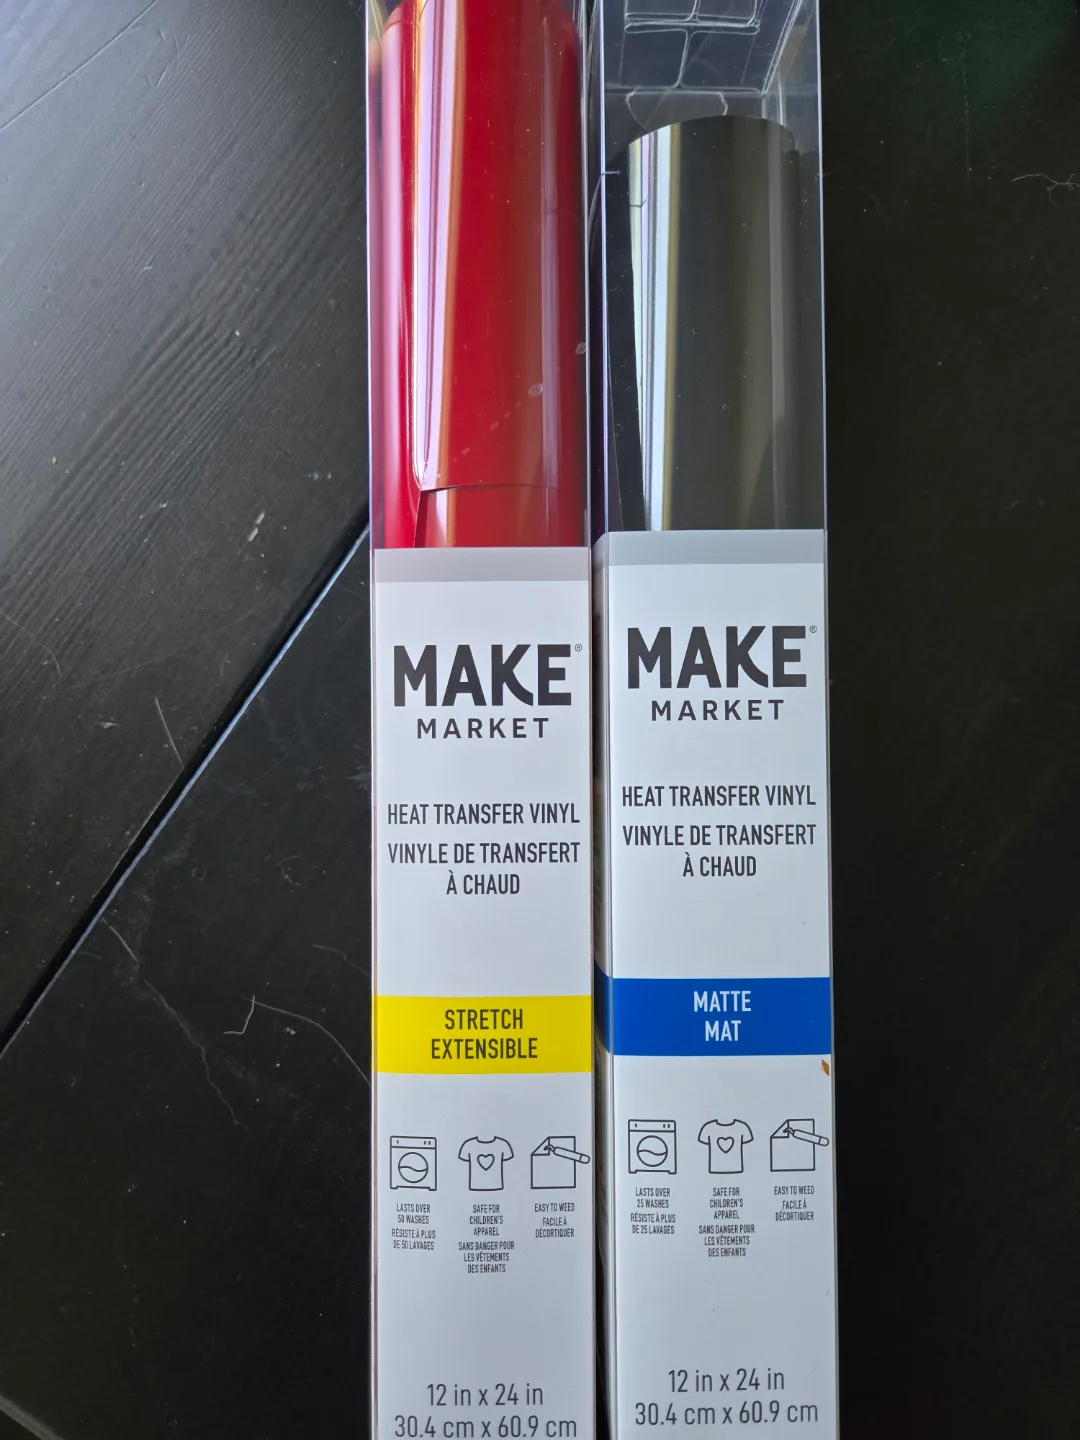 MAKE®
MARKET
HEAT TRANSFER VINYL
VINYLE DE TRANSFERT
À CHAUD
STRETCH
EXTENSIBLE
LASTS OVER
50 WASHES
RÉSISTE À PLUS
DE 50 LAVAGES
SAFE FOR
CHILDREN'S
APPAREL
SANS DANGER POUR
LES VÊTEMENTS
DES ENFANTS
EASY TO WEED
FACILE À
DÉCORTIQUER
12 in x 24 in
30.4 cm x 60.9 cm
MAKE®
MARKET
HEAT TRANSFER VINYL
VINYLE DE TRANSFERT
À CHAUD
MATTE
MAT
LASTS OVER
25 WASHES
RÉSISTE À PLUS
DE 25 LAVAGES
SAFE FOR
CHILDREN'S
APPAREL
SANS DANGER POUR
LES VÊTEMENTS
DES ENFANTS
EASY TO WEED
FACILE À
DÉCORTIQUER
12 in x 24 in
30.4 cm x 60.9 cm